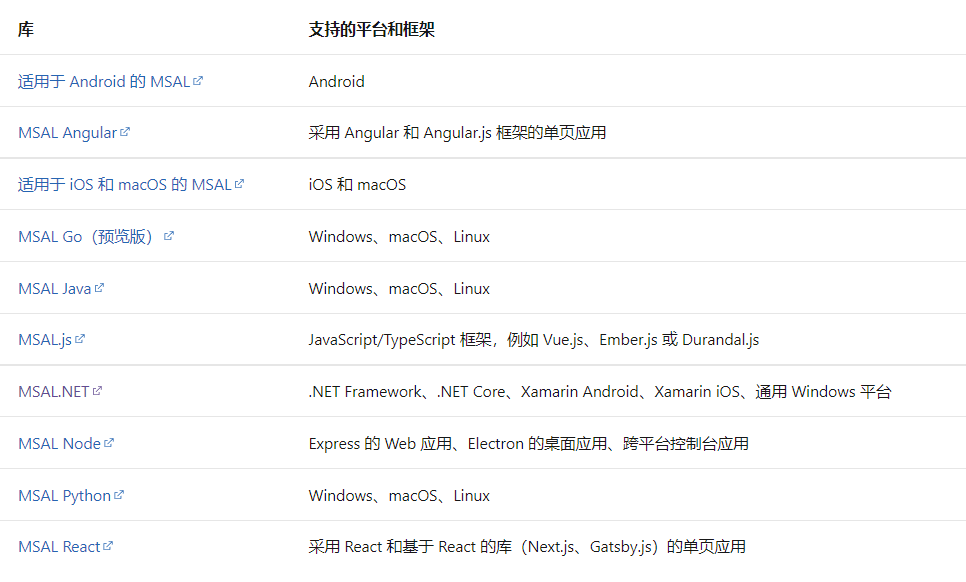 库 支持的平台和框架
适用于 Android 的 MSAL Android
MSAL Angular 采用 Angular 和 Angular.js 框架的单页应用
适用于 iOS 和 macOS 的 MSAL iOS 和 macOS
MSAL Go（预览版） Windows、macOS、Linux
MSAL Java Windows、macOS、Linux
MSAL.js JavaScript/TypeScript 框架，例如 Vue.js、Ember.js 或 Durandal.js
MSAL.NET .NET Framework、.NET Core、Xamarin Android、Xamarin iOS、通用 Windows 平台
MSAL Node Express 的 Web 应用、Electron 的桌面应用、跨平台控制台应用
MSAL Python Windows、macOS、Linux
MSAL React 采用 React 和基于 React 的库（Next.js、Gatsby.js）的单页应用